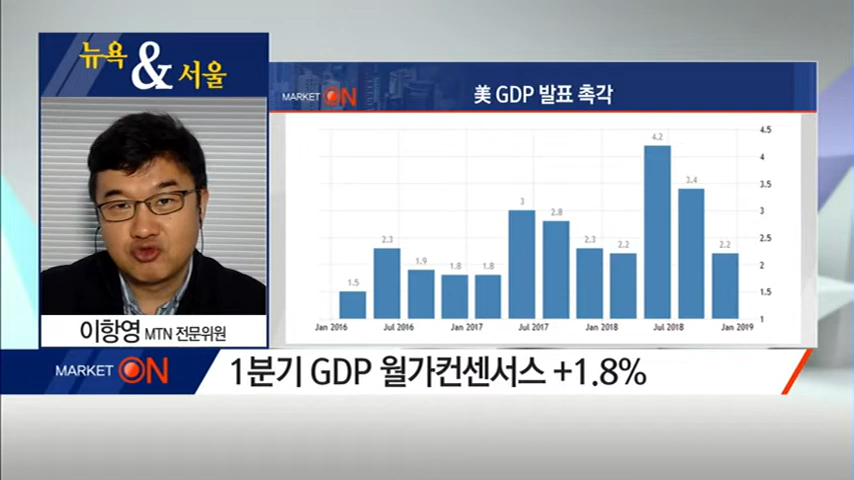 뉴욕
&
서울
MARKET ON
美 GDP 발표 촉각
4.5
4
3.5
3
2.5
2
1.5
1
1.5
2.3
1.9
1.8
1.8
3
2.8
2.3
2.2
4.2
3.4
2.2
Jan 2016
Jul 2016
Jan 2017
Jul 2017
Jan 2018
Jul 2018
Jan 2019
이항영 MTN 전문위원
MARKET ON
1분기 GDP 월가컨센서스 +1.8%